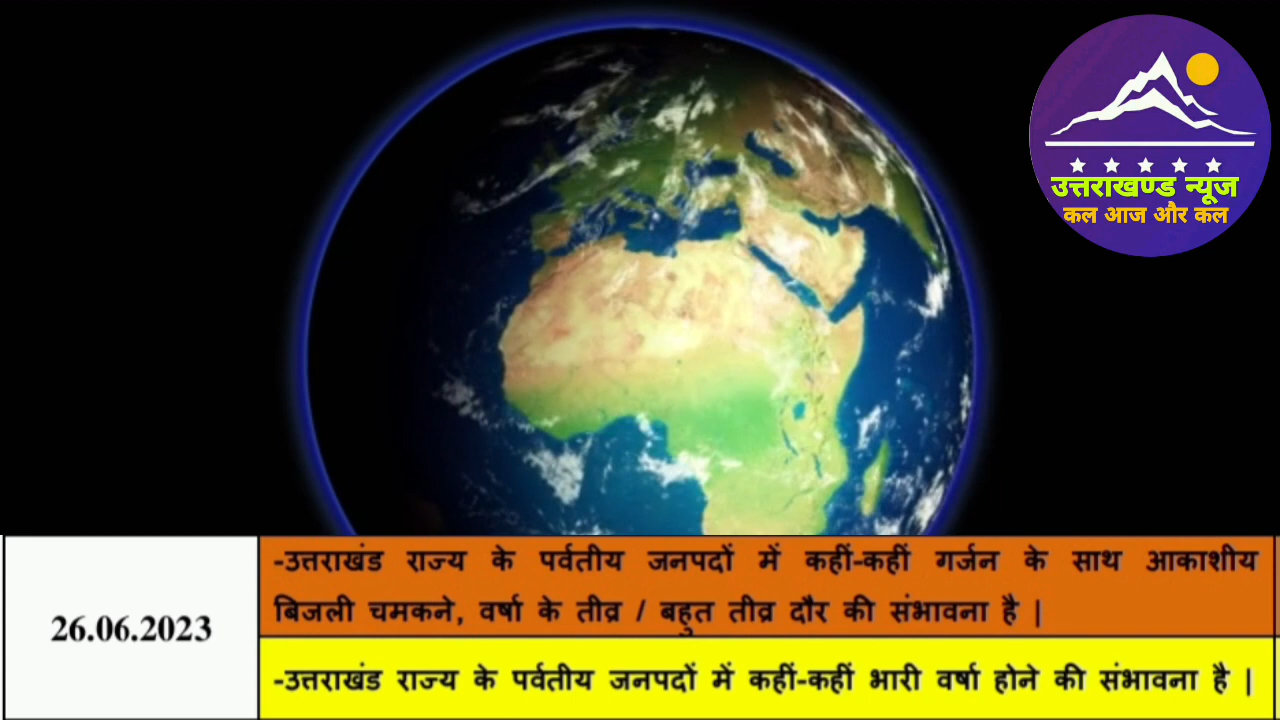 उत्तराखण्ड न्यूज
कल आज और कल
26.06.2023
-उत्तराखंड राज्य के पर्वतीय जनपदों में कहीं-कहीं गर्जन के साथ आकाशीय
बिजली चमकने, वर्षा के तीव्र / बहुत तीव्र दौर की संभावना है |
-उत्तराखंड राज्य के पर्वतीय जनपदों में कहीं-कहीं भारी वर्षा होने की संभावना है |